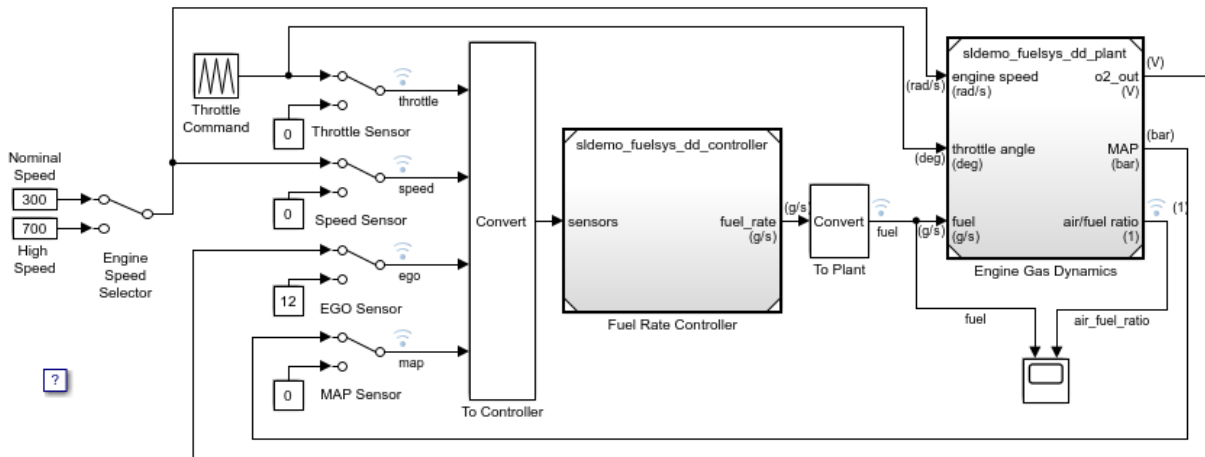 sldemo_fuelsys_dd_plant
engine speed
(rad/s)
(rad/s)
o2_out
(V)
(V)
throttle angle
(deg)
(deg)
MAP
(bar)
(bar)
fuel
(g/s)
(g/s)
air/fuel ratio
(1)
(1)
Engine Gas Dynamics
Throttle
Command
throttle
0
Throttle Sensor
Nominal
Speed
300
700
High
Speed
Engine
Speed
Selector
speed
0
Speed Sensor
ego
12
EGO Sensor
map
0
MAP Sensor
Convert
To Controller
sldemo_fuelsys_dd_controller
sensors
fuel_rate
(g/s)
(g/s)
Fuel Rate Controller
Convert
To Plant
fuel
fuel
air_fuel_ratio
?